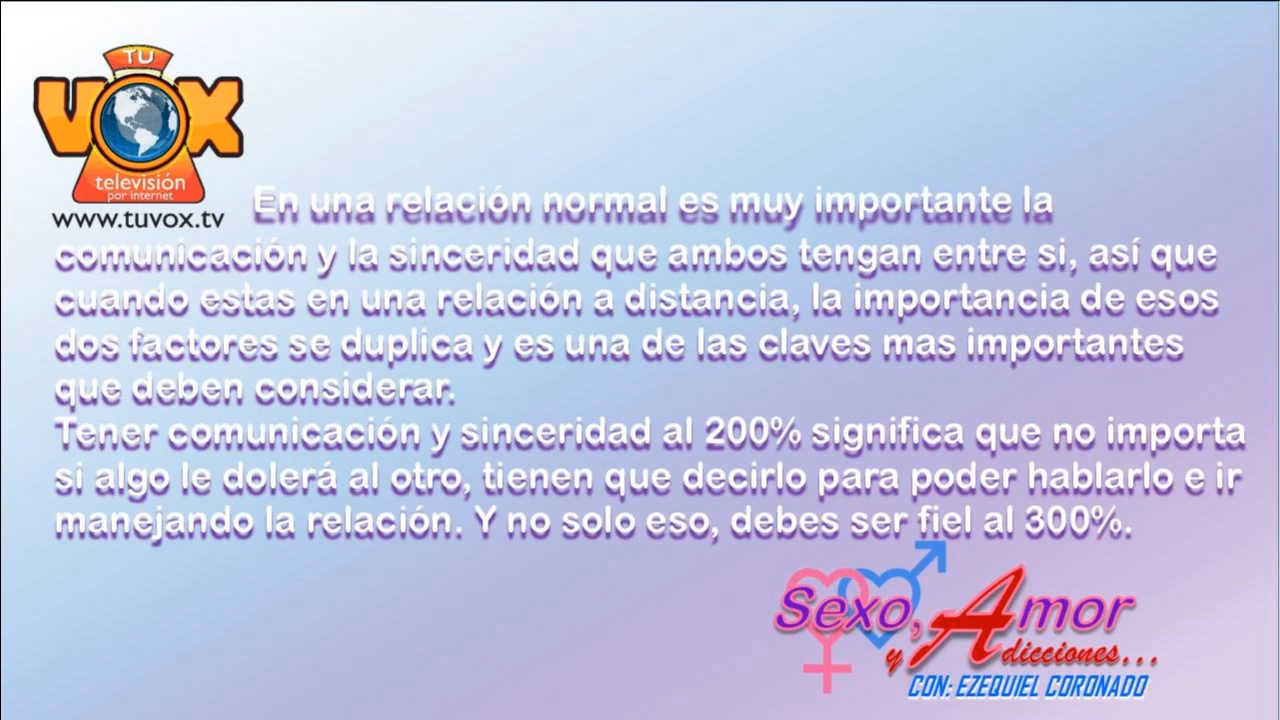 TU
VOX
televisión
por internet
www.tuvox.tv
En una relación normal es muy importante la
comunicación y la sinceridad que ambos tengan entre si, así que
cuando estas en una relación a distancia, la importancia de esos
dos factores se duplica y es una de las claves mas importantes
que deben considerar.
Tener comunicación y sinceridad al 200% significa que no importa
si algo le dolerá al otro, tienen que decirlo para poder hablarlo e ir
manejando la relación. Y no solo eso, debes ser fiel al 300%.
Sexo, Amor
y Adicciones...
CON: EZEQUIEL CORONADO